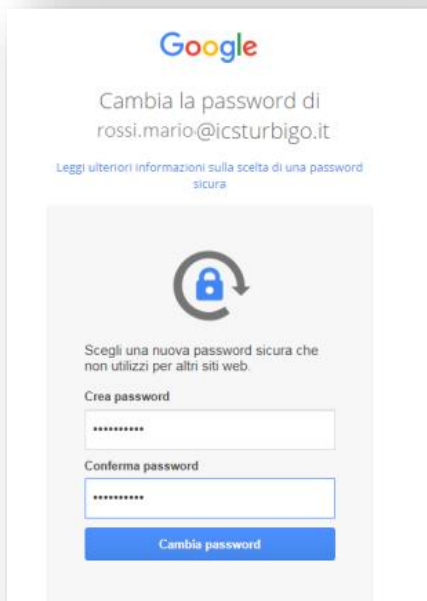 Google
Cambia la password di
rossi.mario@icsturbigo.it
Leggi ulteriori informazioni sulla scelta di una password
sicura
Scegli una nuova password sicura che
non utilizzi per altri siti web.
Crea password
••••••••••
Conferma password
••••••••••
Cambia password